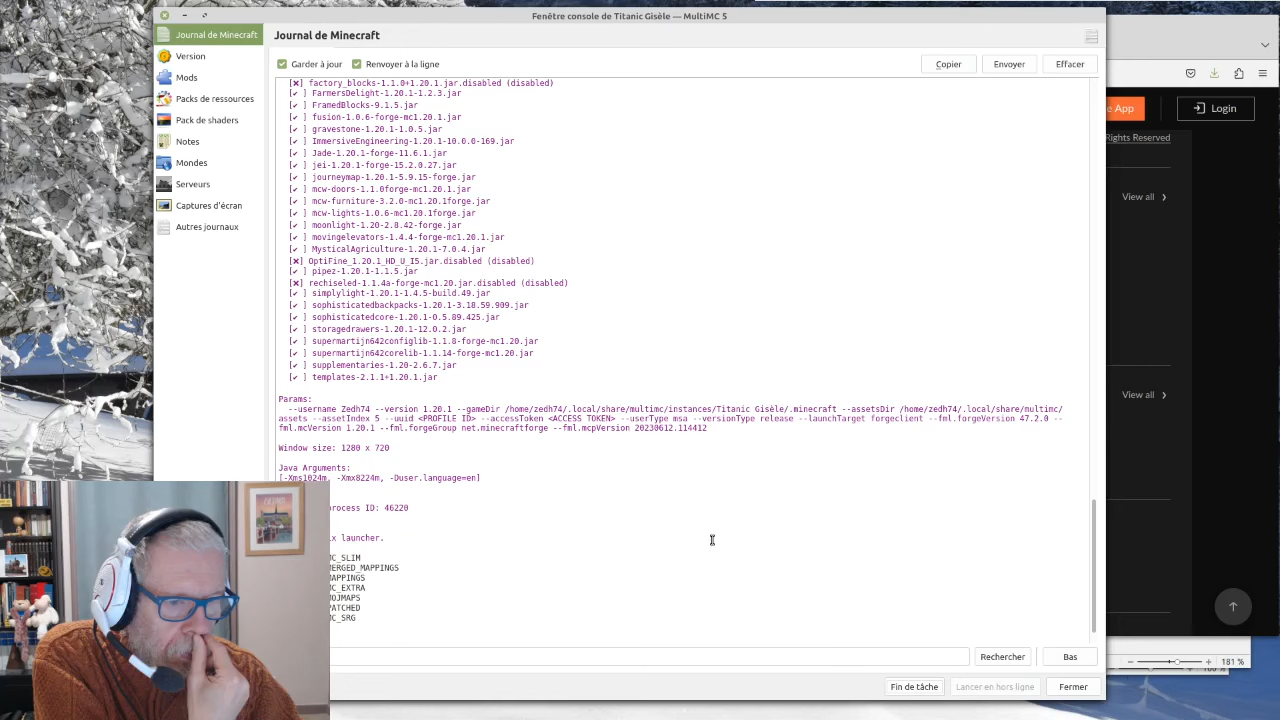 Fenêtre console de Titanic Gisèle — MultiMC 5
Journal de Minecraft
Version
Mods
Packs de ressources
Pack de shaders
Notes
Mondes
Serveurs
Captures d'écran
Autres journaux
Journal de Minecraft
Garder à jour
Renvoyer à la ligne
Copier
Envoyer
Effacer
[✘] factory_blocks-1.1.0+1.20.1.jar.disabled (disabled)
[✔] FarmersDelight-1.20.1-1.2.3.jar
[✔] FramedBlocks-9.1.5.jar
[✔] fusion-1.0.6-forge-mc1.20.1.jar
[✔] gravestone-1.20.1-1.0.5.jar
[✔] ImmersiveEngineering-1.20.1-10.0.0-169.jar
[✔] Jade-1.20.1-forge-11.6.1.jar
[✔] jei-1.20.1-forge-15.2.0.27.jar
[✔] journeymap-1.20.1-5.9.15-forge.jar
[✔] mcw-doors-1.1.0forge-mc1.20.1.jar
[✔] mcw-furniture-3.2.0-mc1.20.1forge.jar
[✔] mcw-lights-1.0.6-mc1.20.1forge.jar
[✔] moonlight-1.20-2.8.42-forge.jar
[✔] movingelevators-1.4.4-forge-mc1.20.1.jar
[✔] MysticalAgriculture-1.20.1-7.0.4.jar
[✘] OptiFine_1.20.1_HD_U_I5.jar.disabled (disabled)
[✔] pipez-1.20.1-1.1.5.jar
[✘] rechiseled-1.1.4a-forge-mc1.20.jar.disabled (disabled)
[✔] simplylight-1.20.1-1.4.5-build.49.jar
[✔] sophisticatedbackpacks-1.20.1-3.18.59.909.jar
[✔] sophisticatedcore-1.20.1-0.5.89.425.jar
[✔] storagedrawers-1.20.1-12.0.2.jar
[✔] supermartijn642configlib-1.1.8-forge-mc1.20.jar
[✔] supermartijn642corelib-1.1.14-forge-mc1.20.jar
[✔] supplementaries-1.20-2.6.7.jar
[✔] templates-2.1.1+1.20.1.jar
Params:
--username Zedh74 --version 1.20.1 --gameDir /home/zedh74/.local/share/multimc/instances/Titanic Gisèle/.minecraft --assetsDir /home/zedh74/.local/share/multimc/
assets --assetIndex 5 --uuid <PROFILE ID> --accessToken <ACCESS TOKEN> --userType msa --versionType release --launchTarget forgeclient --fml.forgeVersion 47.2.0 --
fml.mcVersion 1.20.1 --fml.forgeGroup net.minecraftforge --fml.mcpVersion 20230612.114412
Window size: 1280 x 720
Java Arguments:
[-Xms1024m, -Xmx8224m, -Duser.language=en]
process ID: 46220
x launcher.
MC_SLIM
MERGED_MAPPINGS
MAPPINGS
MC_EXTRA
MOJMAPS
PATCHED
MC_SRG
Rechercher
Bas
Fin de tâche
Lancer en hors ligne
Fermer
e App
Login
Rights Reserved
View all
View all
181 %